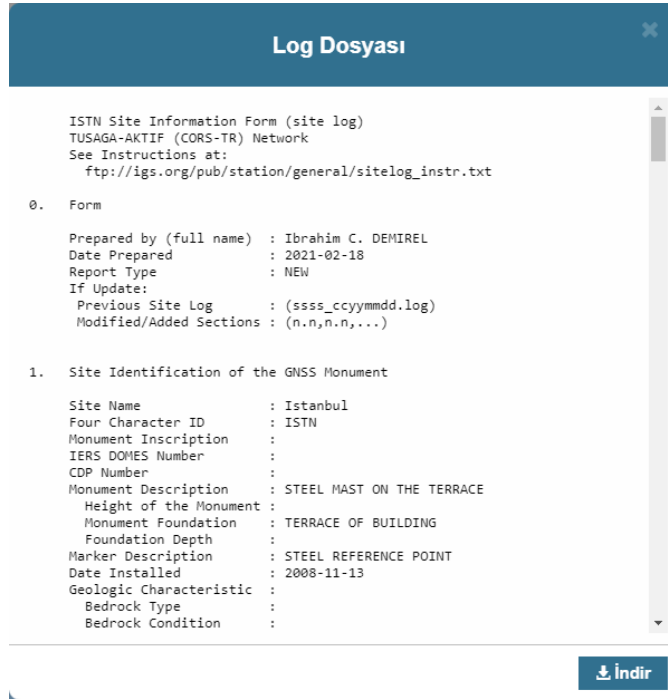 Log Dosyası
ISTN Site Information Form (site log)
TUSAGA-AKTIF (CORS-TR) Network
See Instructions at:
ftp://igs.org/pub/station/general/sitelog_instr.txt
0. Form
Prepared by (full name) : Ibrahim C. DEMIREL
Date Prepared : 2021-02-18
Report Type : NEW
If Update:
Previous Site Log : (ssss_ccyymmdd.log)
Modified/Added Sections : (n.n,n.n,...)
1. Site Identification of the GNSS Monument
Site Name : Istanbul
Four Character ID : ISTN
Monument Inscription :
IERS DOMES Number :
CDP Number :
Monument Description : STEEL MAST ON THE TERRACE
Height of the Monument :
Monument Foundation : TERRACE OF BUILDING
Foundation Depth :
Marker Description : STEEL REFERENCE POINT
Date Installed : 2008-11-13
Geologic Characteristic :
Bedrock Type :
Bedrock Condition :
İndir